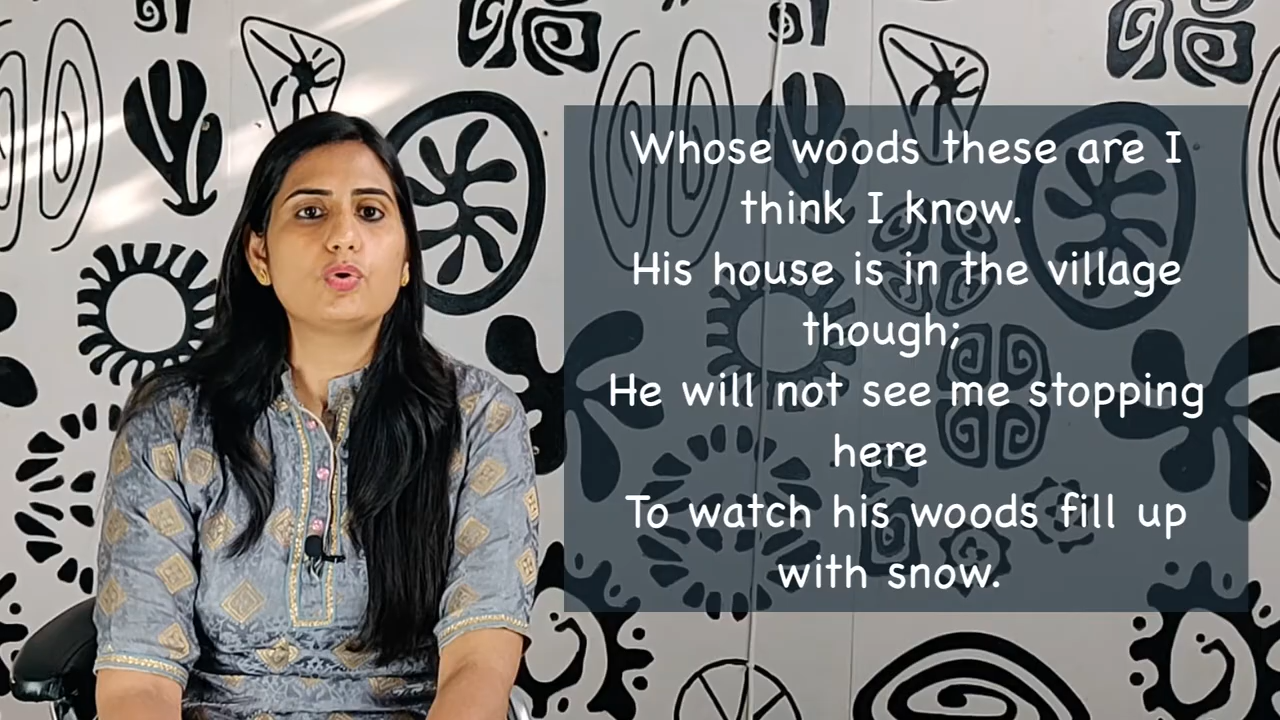 Whose woods these are I
think I know.
His house is in the village
though;
He will not see me stopping
here
To watch his woods fill up
with snow.